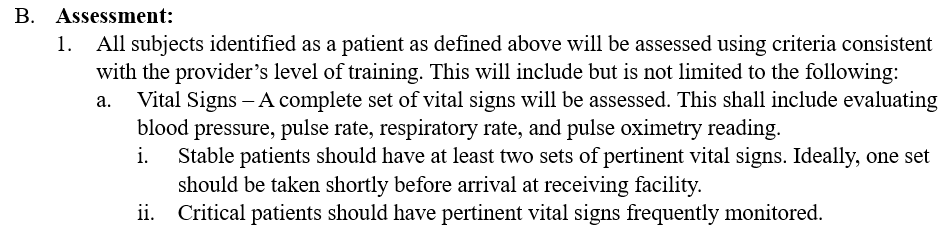 B. Assessment:
1. All subjects identified as a patient as defined above will be assessed using criteria consistent
with the provider’s level of training. This will include but is not limited to the following:
a. Vital Signs – A complete set of vital signs will be assessed. This shall include evaluating
blood pressure, pulse rate, respiratory rate, and pulse oximetry reading.
i. Stable patients should have at least two sets of pertinent vital signs. Ideally, one set
should be taken shortly before arrival at receiving facility.
ii. Critical patients should have pertinent vital signs frequently monitored.